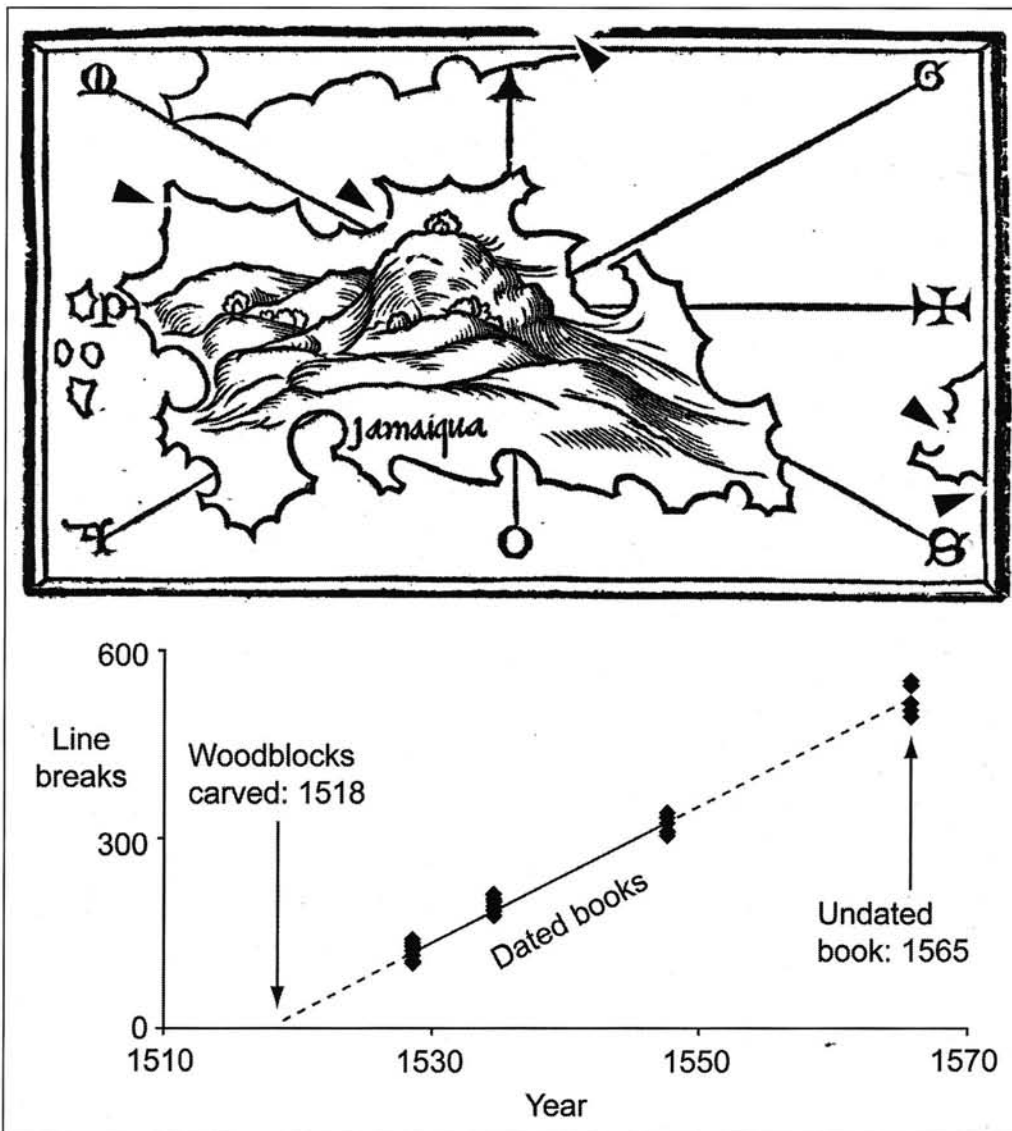 G
P
Jamaiqua
O
S
600
Line
breaks
Woodblocks
carved: 1518
300
Dated books
Undated
book: 1565
0
1510
1530
1550
1570
Year